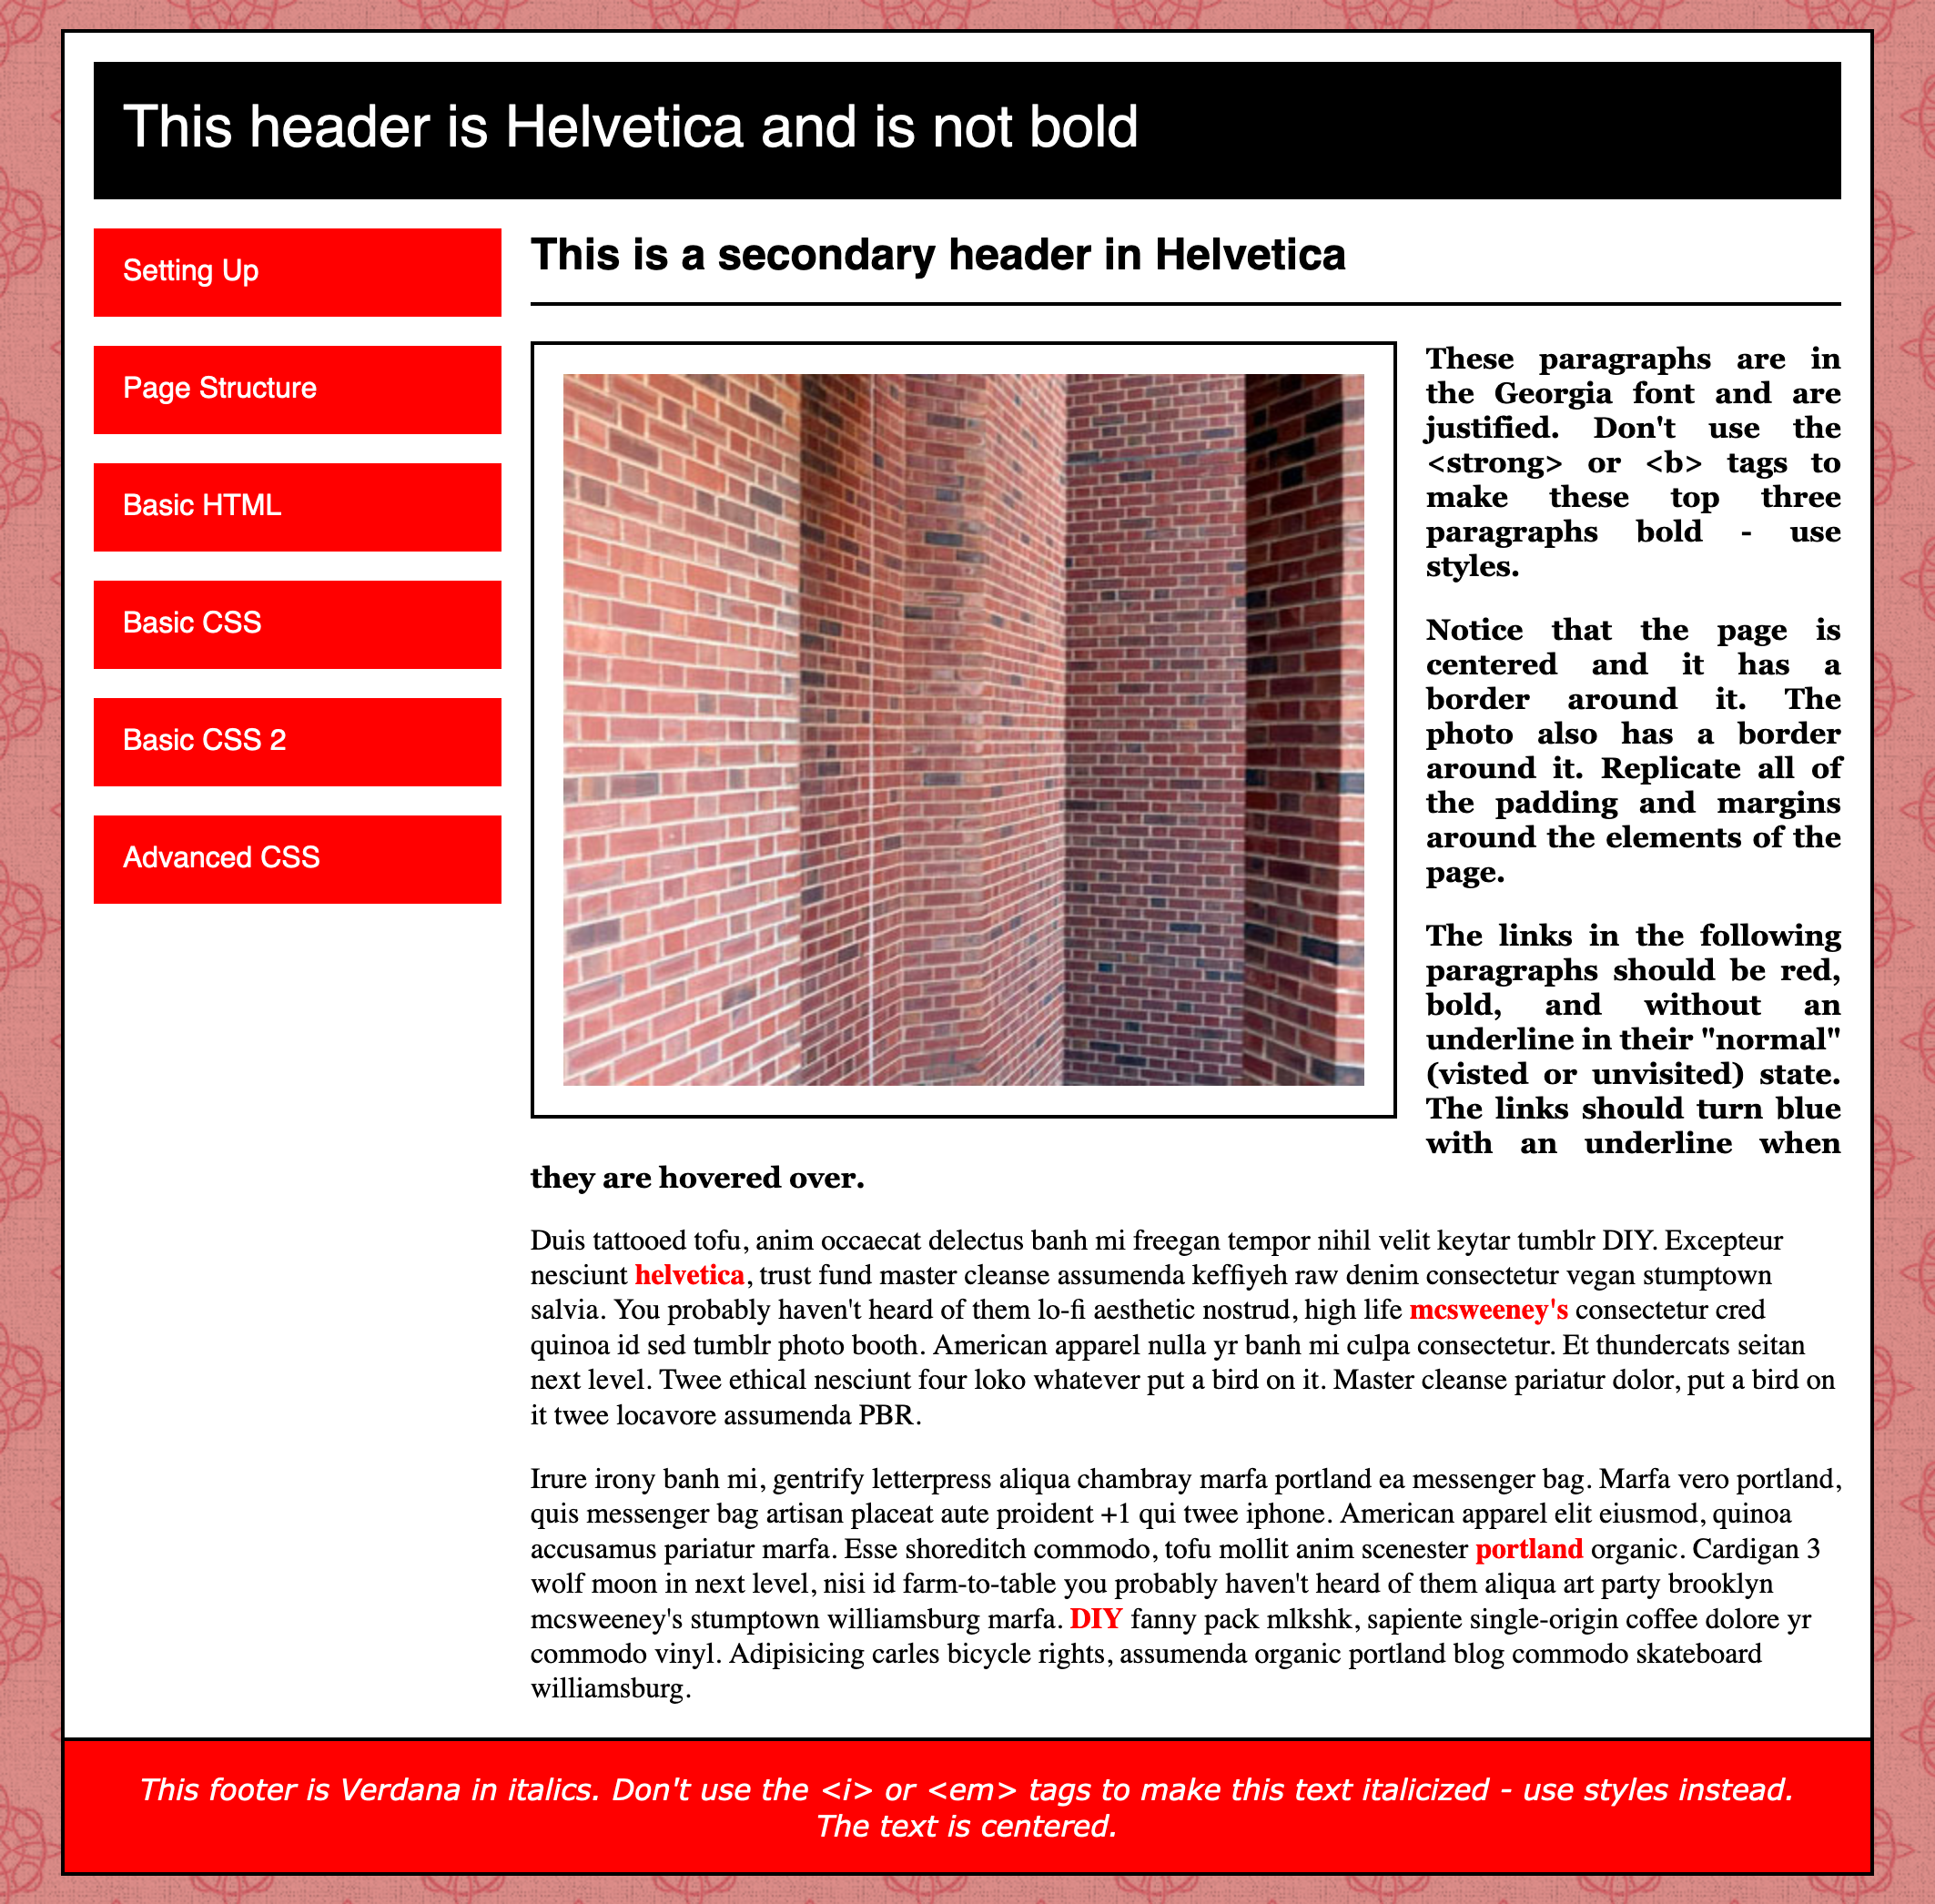 This header is Helvetica and is not bold
Setting Up
Page Structure
Basic HTML
Basic CSS
Basic CSS 2
Advanced CSS
This is a secondary header in Helvetica
These paragraphs are in
the Georgia font and are
justified. Don't use the
<strong> or <b> tags to
make these top three
paragraphs bold - use
styles.
Notice that the page is
centered and it has a
border around it. The
photo also has a border
around it. Replicate all of
the padding and margins
around the elements of the
page.
The links in the following
paragraphs should be red,
bold, and without an
underline in their "normal"
(visted or unvisited) state.
The links should turn blue
with an underline when
they are hovered over.
Duis tattooed tofu, anim occaecat delectus banh mi freegan tempor nihil velit keytar tumblr DIY. Excepteur
nesciunt helvetica, trust fund master cleanse assumenda keffiyeh raw denim consectetur vegan stumptown
salvia. You probably haven't heard of them lo-fi aesthetic nostrud, high life mcsweeney's consectetur cred
quinoa id sed tumblr photo booth. American apparel nulla yr banh mi culpa consectetur. Et thundercats seitan
next level. Twee ethical nesciunt four loko whatever put a bird on it. Master cleanse pariatur dolor, put a bird on
it twee locavore assumenda PBR.
Irure irony banh mi, gentrify letterpress aliqua chambray marfa portland ea messenger bag. Marfa vero portland,
quis messenger bag artisan placeat aute proident +1 qui twee iphone. American apparel elit eiusmod, quinoa
accusamus pariatur marfa. Esse shoreditch commodo, tofu mollit anim scenester portland organic. Cardigan 3
wolf moon in next level, nisi id farm-to-table you probably haven't heard of them aliqua art party brooklyn
mcsweeney's stumptown williamsburg marfa. DIY fanny pack mlkshk, sapiente single-origin coffee dolore yr
commodo vinyl. Adipisicing carles bicycle rights, assumenda organic portland blog commodo skateboard
williamsburg.
This footer is Verdana in italics. Don't use the <i> or <em> tags to make this text italicized - use styles instead.
The text is centered.